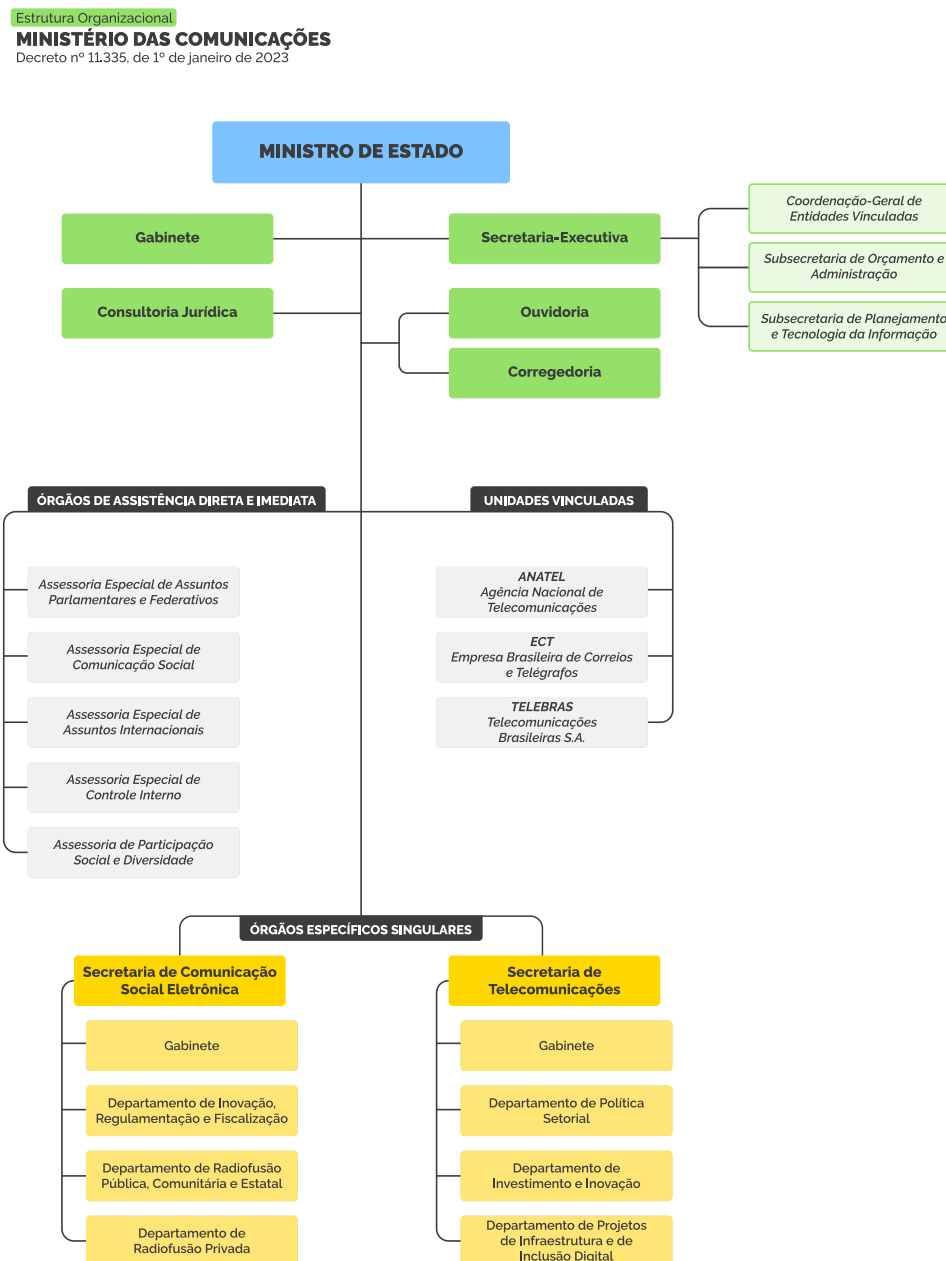 Estrutura Organizacional
MINISTÉRIO DAS COMUNICAÇÕES
Decreto nº 11.335, de 1º de janeiro de 2023
MINISTRO DE ESTADO
Gabinete
Secretaria-Executiva
Coordenação-Geral de
Entidades Vinculadas
Subsecretaria de Orçamento e
Administração
Subsecretaria de Planejamento
e Tecnologia da Informação
Consultoria Jurídica
Ouvidoria
Corregedoria
ÓRGÃOS DE ASSISTÊNCIA DIRETA E IMEDIATA
Assessoria Especial de Assuntos
Parlamentares e Federativos
Assessoria Especial de
Comunicação Social
Assessoria Especial de
Assuntos Internacionais
Assessoria Especial de
Controle Interno
Assessoria de Participação
Social e Diversidade
UNIDADES VINCULADAS
ANATEL
Agência Nacional de
Telecomunicações
ECT
Empresa Brasileira de Correios
e Telégrafos
TELEBRAS
Telecomunicações
Brasileiras S.A.
ÓRGÃOS ESPECÍFICOS SINGULARES
Secretaria de Comunicação
Social Eletrônica
Gabinete
Departamento de Inovação,
Regulamentação e Fiscalização
Departamento de Radiofusão
Pública, Comunitária e Estatal
Departamento de
Radiofusão Privada
Secretaria de
Telecomunicações
Gabinete
Departamento de Política
Setorial
Departamento de
Investimento e Inovação
Departamento de Projetos
de Infraestrutura e de
Inclusão Digital